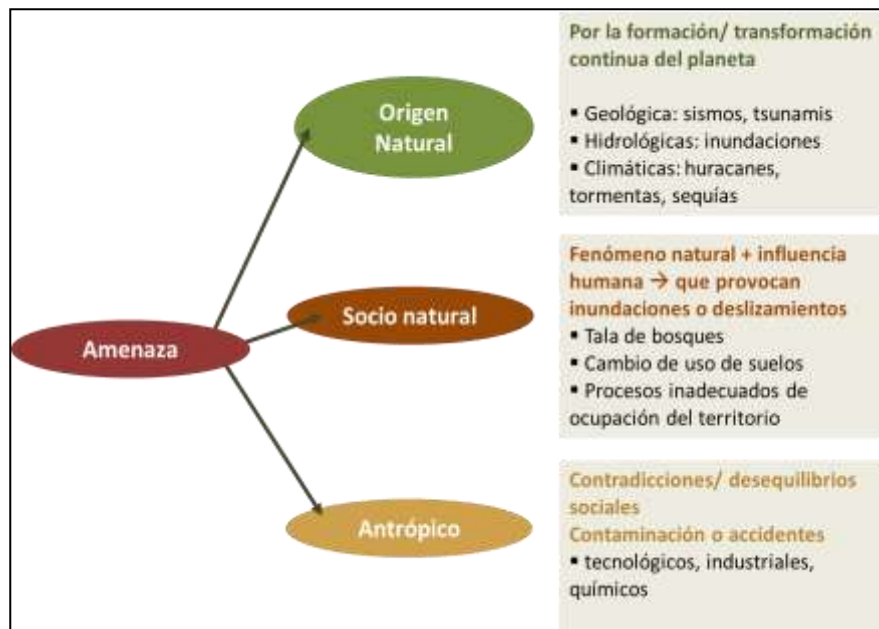 Amenaza
Origen
Natural
Por la formación/ transformación
continua del planeta
▪ Geológica: sismos, tsunamis
▪ Hidrológicas: inundaciones
▪ Climáticas: huracanes,
tormentas, sequías
Socio natural
Fenómeno natural + influencia
humana → que provocan
inundaciones o deslizamientos
▪ Tala de bosques
▪ Cambio de uso de suelos
▪ Procesos inadecuados de
ocupación del territorio
Antrópico
Contradicciones/ desequilibrios
sociales
Contaminación o accidentes
▪ tecnológicos, industriales,
químicos